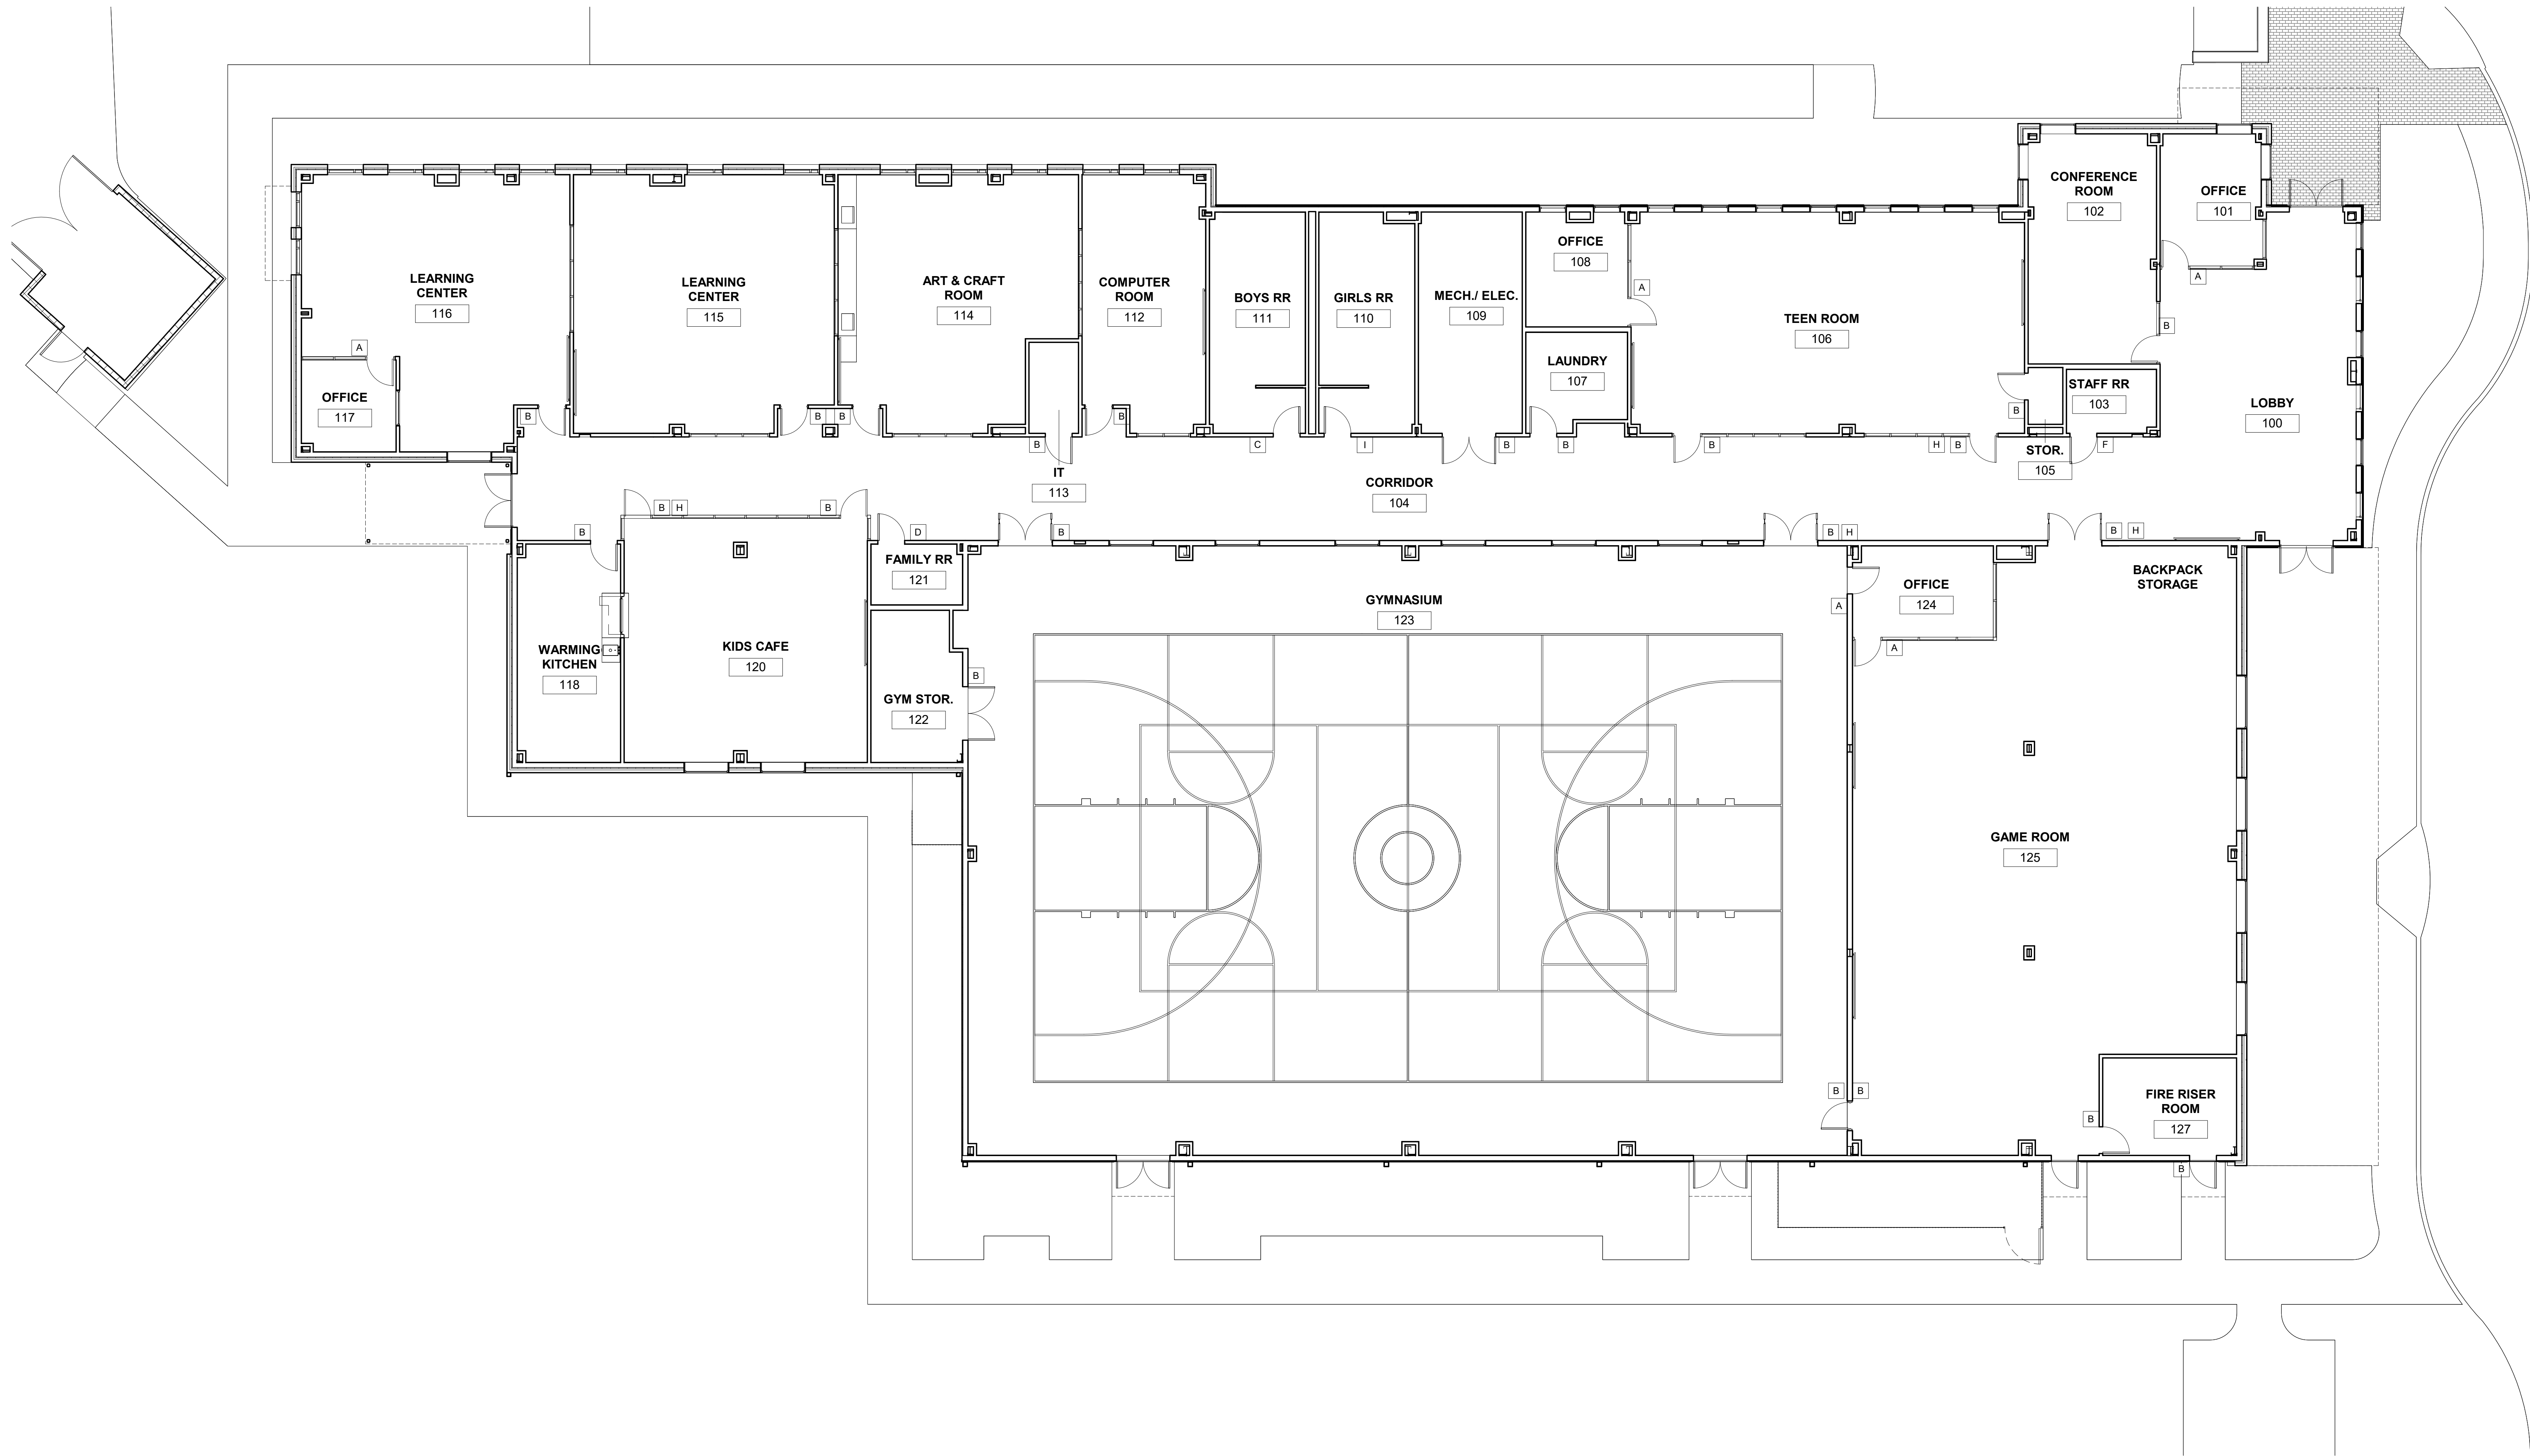 CONFERENCE
ROOM
102
OFFICE
101
A
B
LEARNING
CENTER
116
LEARNING
CENTER
115
ART & CRAFT
ROOM
114
COMPUTER
ROOM
112
BOYS RR
111
GIRLS RR
110
MECH./ ELEC.
109
OFFICE
108
A
LAUNDRY
107
TEEN ROOM
106
STAFF RR
103
LOBBY
100
A
OFFICE
117
B
B
B
B
B
C
I
B
B
B
H
B
B
F
IT
113
CORRIDOR
104
STOR.
105
B
B
H
B
D
B
B
H
B
H
FAMILY RR
121
GYMNASIUM
123
A
OFFICE
124
A
BACKPACK
STORAGE
WARMING
KITCHEN
118
KIDS CAFE
120
GYM STOR.
122
B
GAME ROOM
125
B
B
B
FIRE RISER
ROOM
127
B